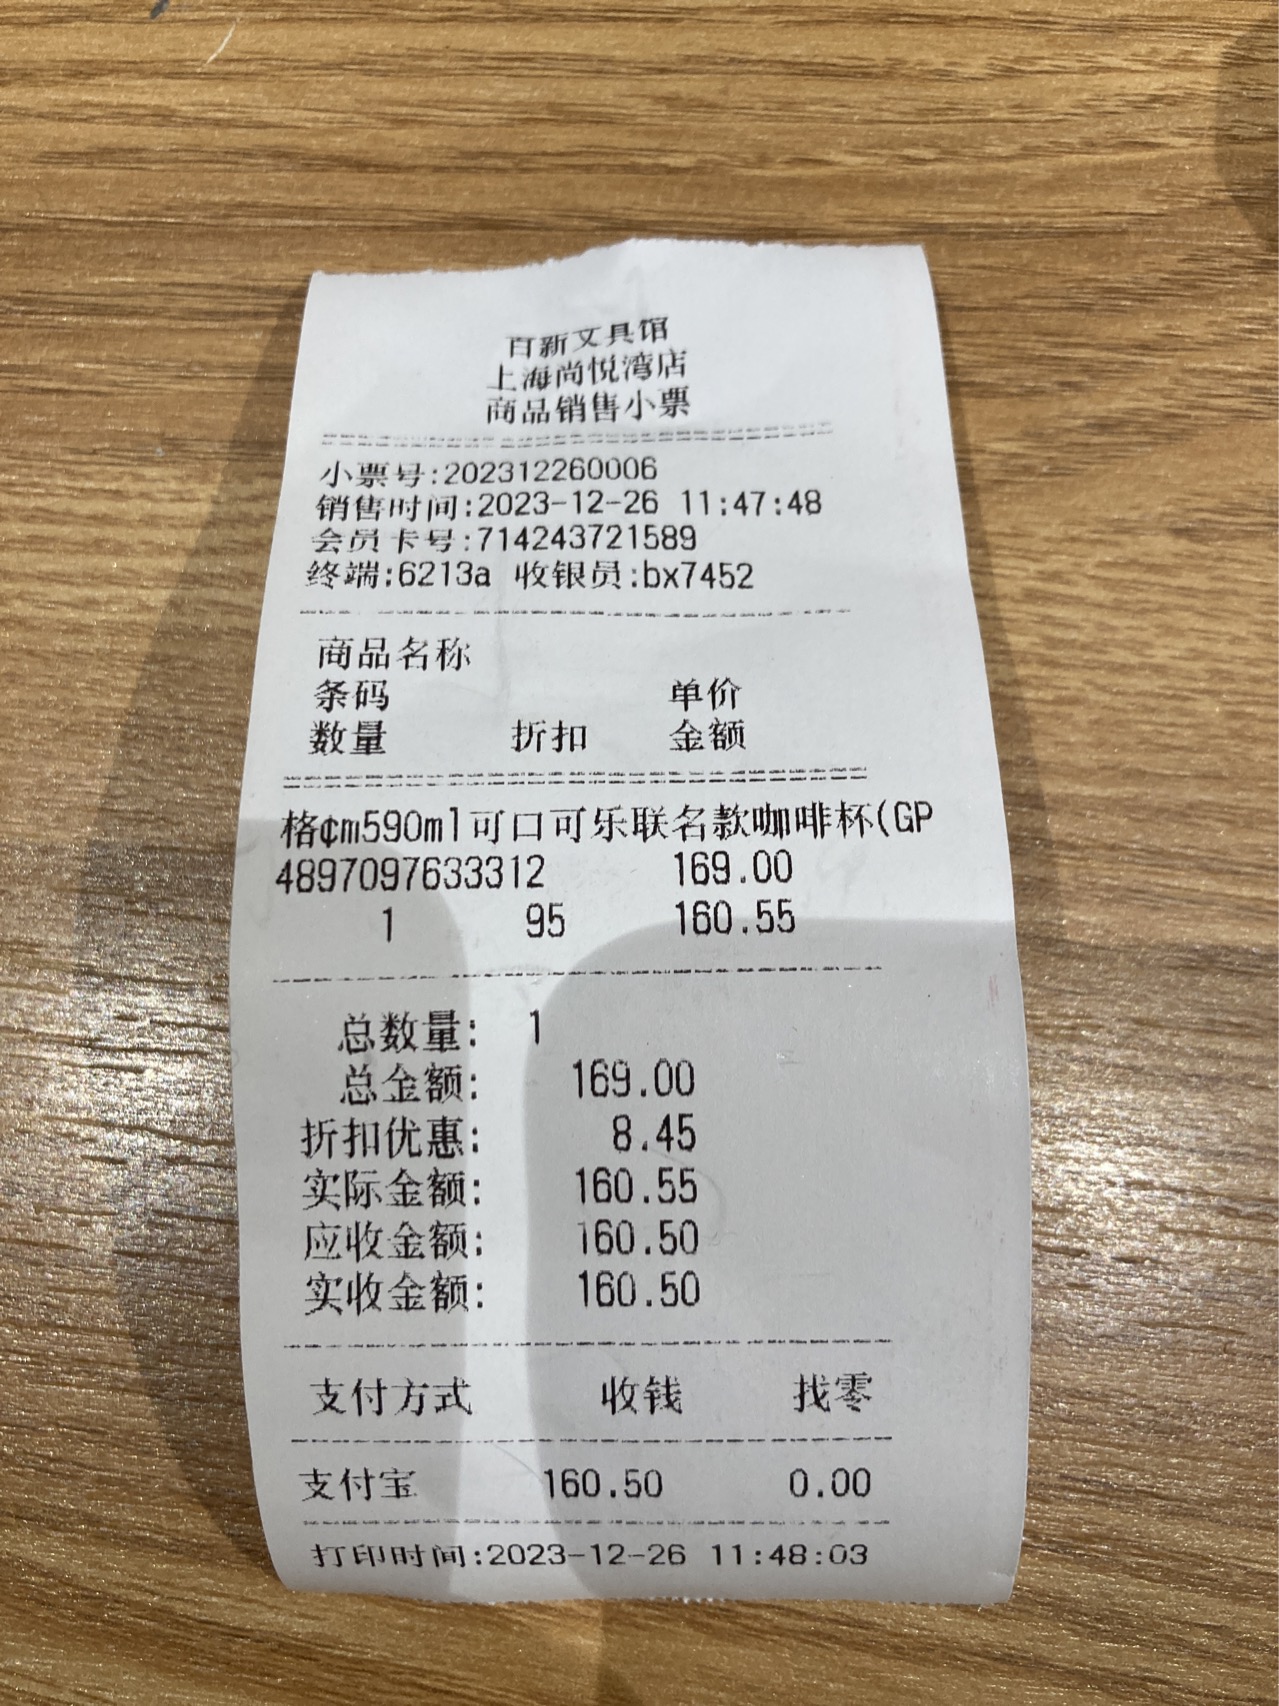 百新文具馆
上海尚悦湾店
商品销售小票
小票号:202312260006
销售时间:2023-12-26 11:47:48
会员卡号:714243721589
终端:6213a 收银员:bx7452
商品名称
条码 单价
数量 折扣 金额
格¢m590ml可口可乐联名款咖啡杯(GP
4897097633312 169.00
1 95 160.55
总数量: 1
总金额: 169.00
折扣优惠: 8.45
实际金额: 160.55
应收金额: 160.50
实收金额: 160.50
支付方式 收钱 找零
支付宝 160.50 0.00
打印时间:2023-12-26 11:48:03